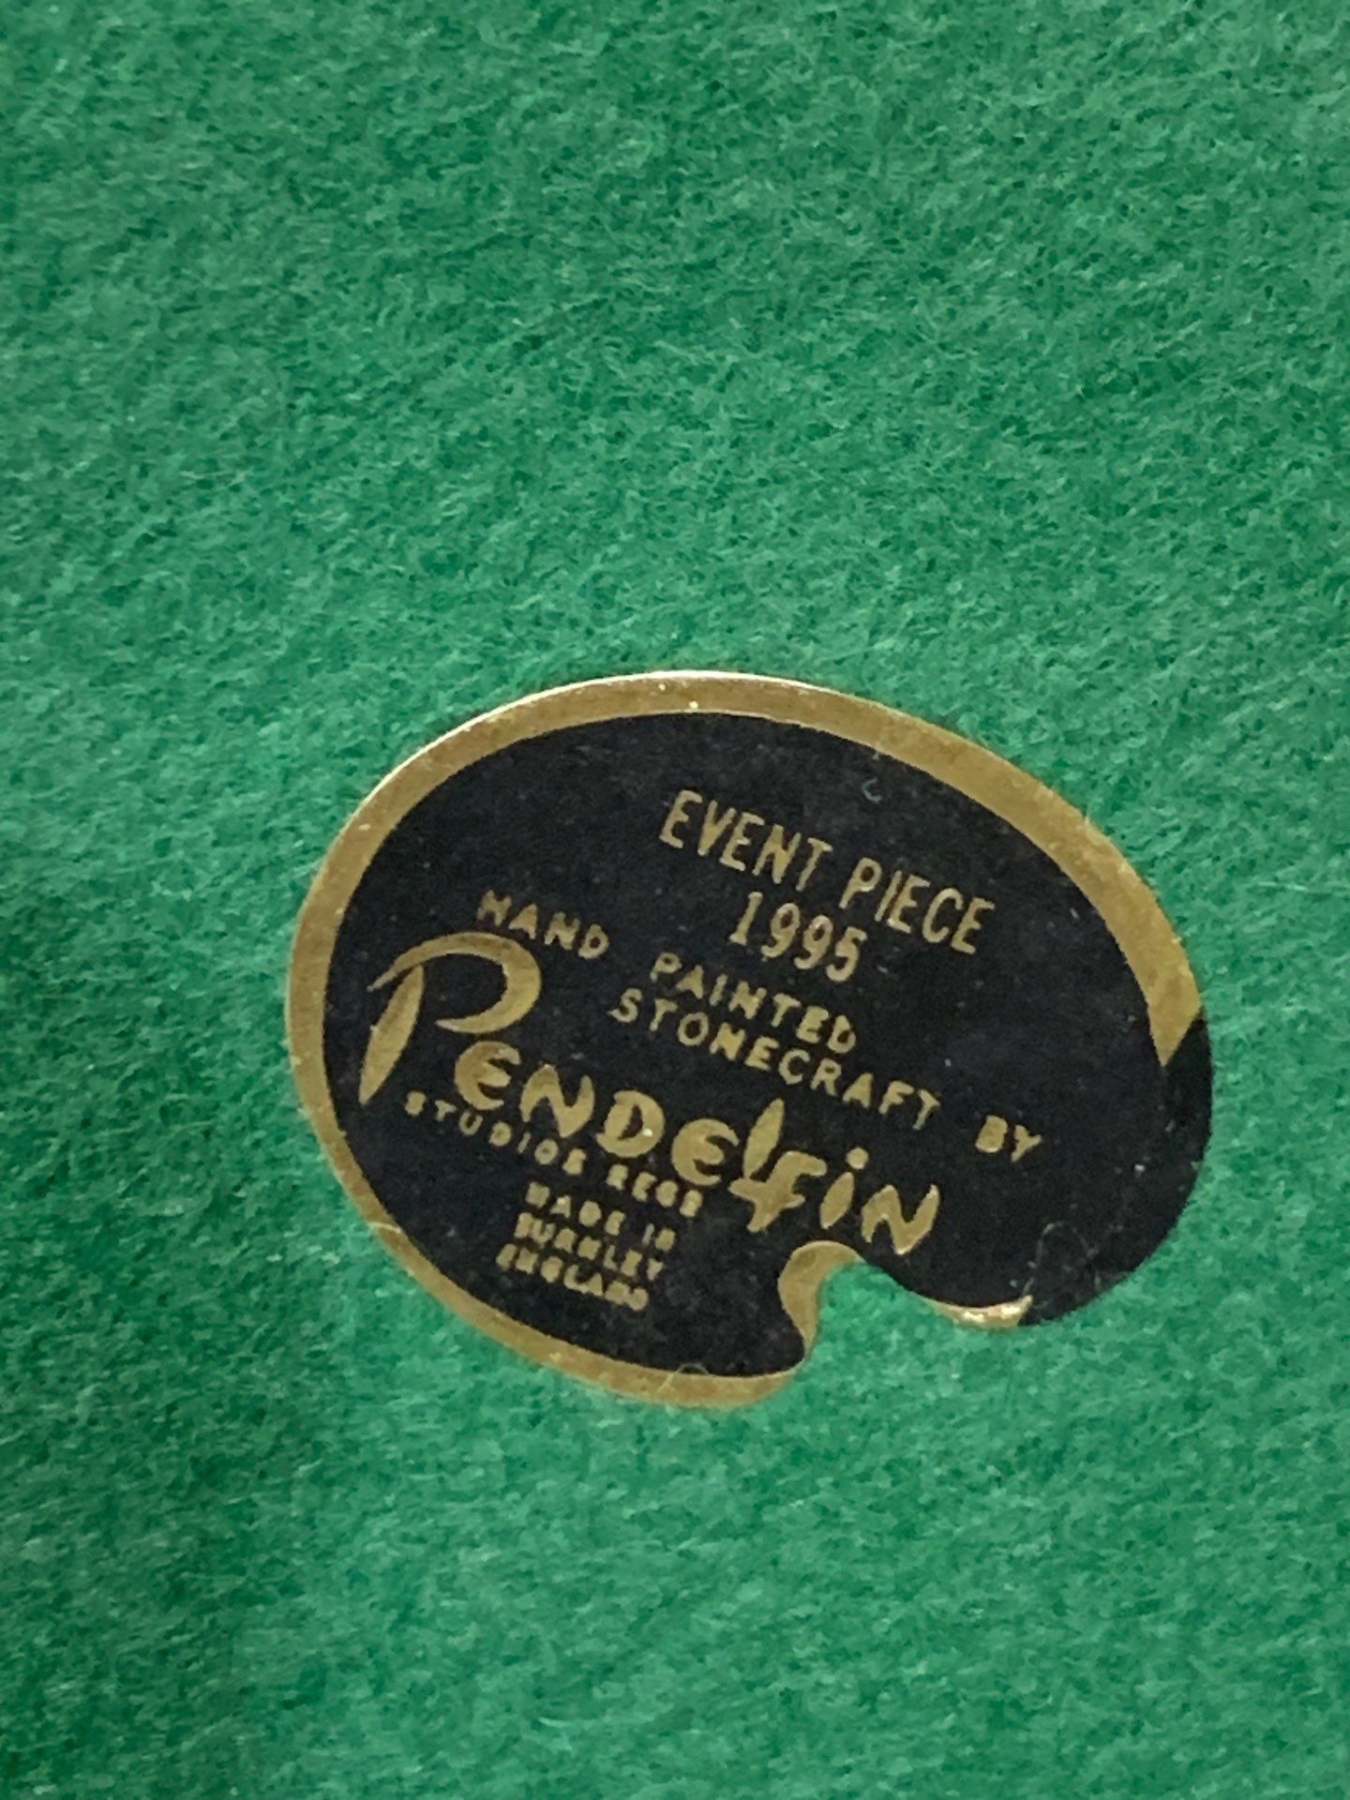 EVENT PIECE
1995
HAND PAINTED
STONECRAFT BY
PENDELFIN
STUDIOS REGD
MADE IN
BURNLEY
ENGLAND